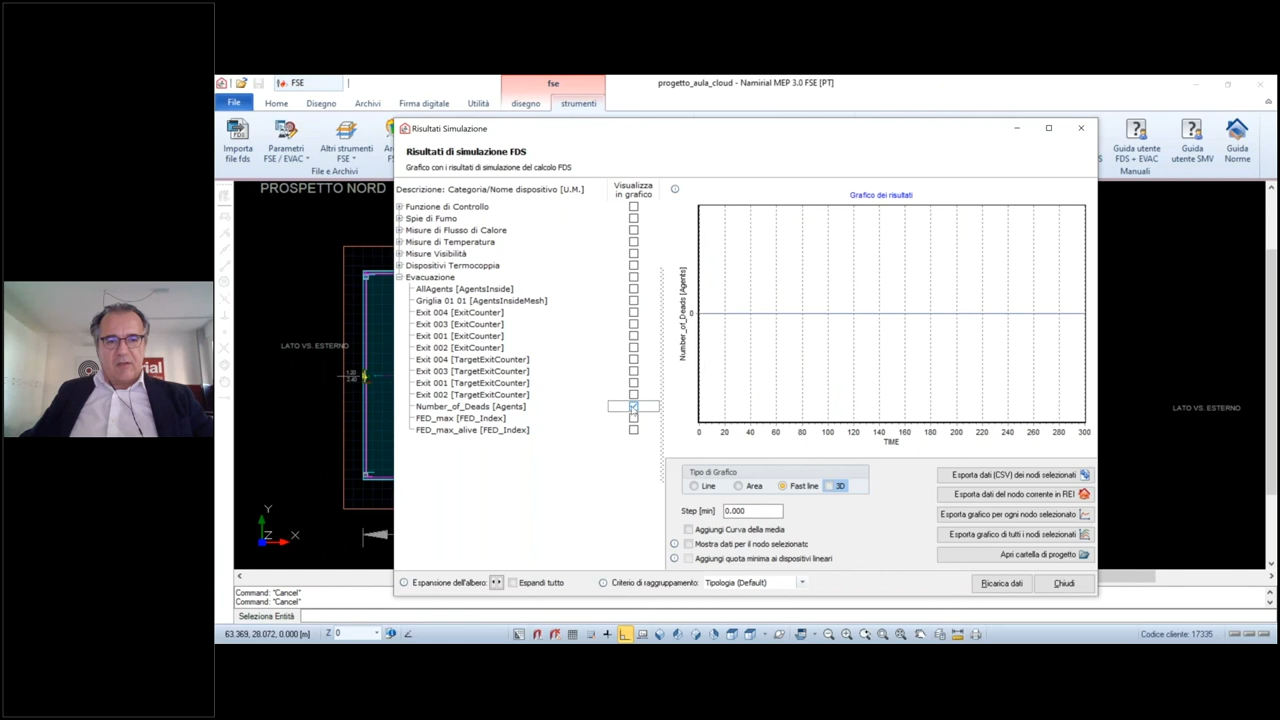 FSE
fse
progetto_aula_cloud - Namirial MEP 3.0 FSE [PT]
File
Home
Disegno
Archivi
Firma digitale
Utilità
disegno
strumenti
Importa file fds
Parametri FSE / EVAC
Altri strumenti FSE
File e Archivi
Guida utente FDS + EVAC
Guida utente SMV
Guida Norme
Manuali
PROSPETTO NORD
LATO VS. ESTERNO
LATO VS. ESTERNO
Y
Z
X
Risultati Simulazione
Risultati di simulazione FDS
Grafico con i risultati di simulazione del calcolo FDS
Descrizione: Categoria/Nome dispositivo [U.M.]
Visualizza in grafico
Funzione di Controllo
Spie di Fumo
Misure di Flusso di Calore
Misure di Temperatura
Misure Visibilità
Dispositivi Termocoppia
Evacuazione
AllAgents [AgentsInside]
Griglia 01 01 [AgentsInsideMesh]
Exit 004 [ExitCounter]
Exit 003 [ExitCounter]
Exit 001 [ExitCounter]
Exit 002 [ExitCounter]
Exit 004 [TargetExitCounter]
Exit 003 [TargetExitCounter]
Exit 001 [TargetExitCounter]
Exit 002 [TargetExitCounter]
Number_of_Deads [Agents]
FED_max [FED_Index]
FED_max_alive [FED_Index]
Grafico dei risultati
Number_of_Deads [Agents]
0
0 20 40 60 80 100 120 140 160 180 200 220 240 260 280 300
TIME
Tipo di Grafico
Line
Area
Fast line
3D
Step [min]
0.000
Aggiungi Curva della media
Mostra dati per il nodo selezionato
Aggiungi quota minima ai dispositivi lineari
Esporta dati (CSV) dei nodi selezionati
Esporta dati del nodo corrente in REI
Esporta grafico per ogni nodo selezionato
Esporta grafico di tutti i nodi selezionati
Apri cartella di progetto
Espansione dell'albero:
Espandi tutto
Criterio di raggruppamento:
Tipologia (Default)
Ricarica dati
Chiudi
Command: "Cancel"
Command: "Cancel"
Seleziona Entità
63.369, 28.072, 0.000 [m]
Z
0
Codice cliente: 17335